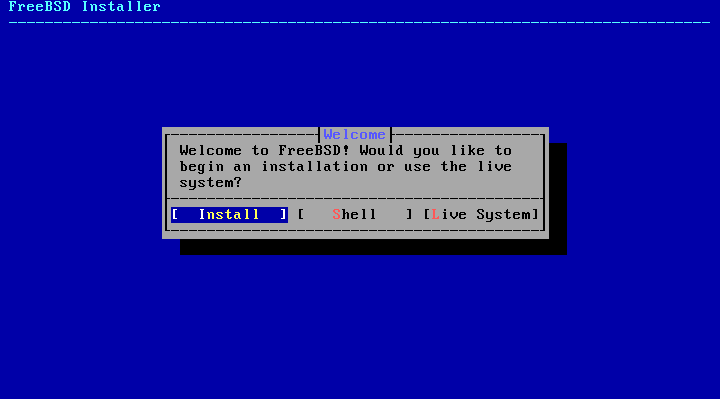 FreeBSD Installer
Welcome
Welcome to FreeBSD! Would you like to
begin an installation or use the live
system?
[  Install  ] [   Shell   ] [Live System]